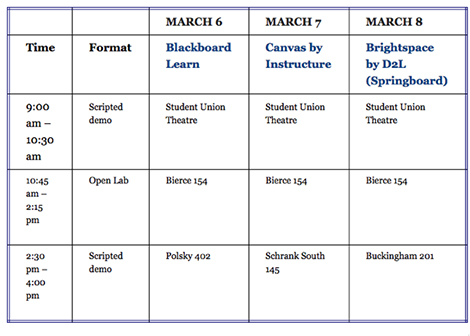 MARCH 6 MARCH 7 MARCH 8
Time Format Blackboard Canvas by Brightspace
Learn Instructure by D2L
(Springboard)
9:00 Scripted Student Union Student Union Student Union
am – demo Theatre Theatre Theatre
10:30
am
10:45 Open Lab Bierce 154 Bierce 154 Bierce 154
am –
2:15
pm
2:30 Scripted Polsky 402 Schrank South Buckingham 201
pm – demo 145
4:00
pm